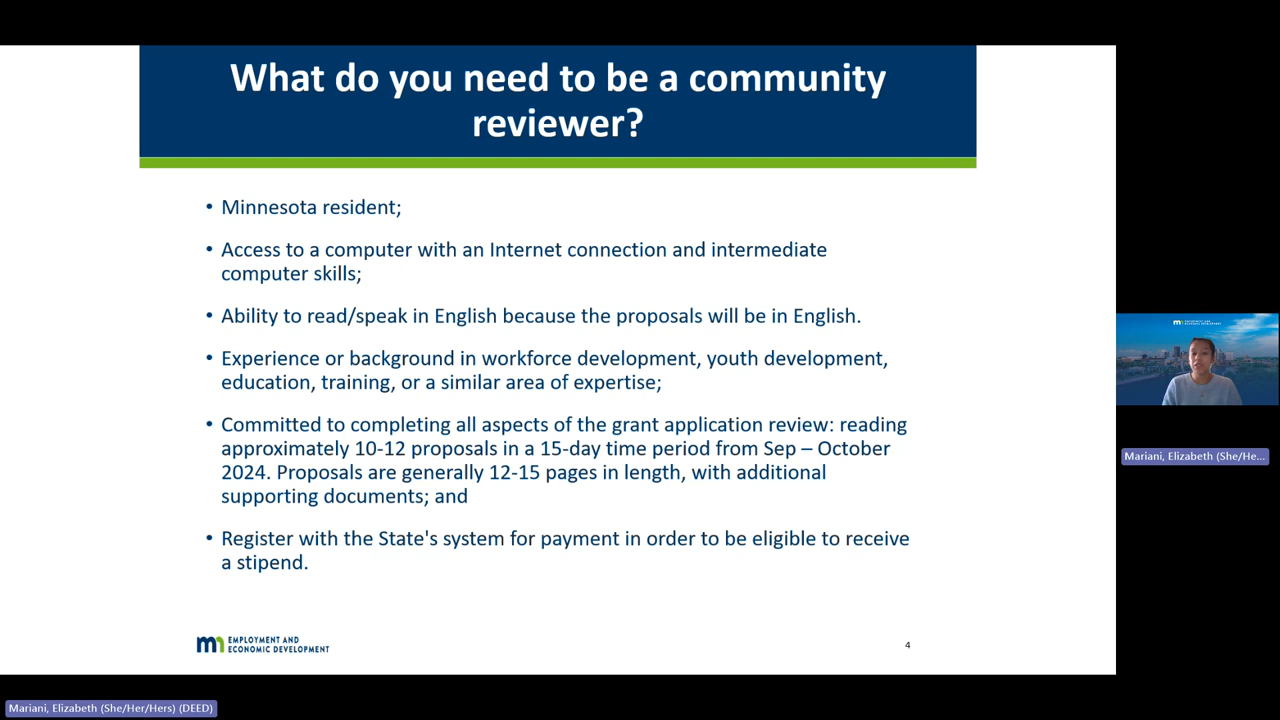 What do you need to be a community
reviewer?
• Minnesota resident;
• Access to a computer with an Internet connection and intermediate
computer skills;
• Ability to read/speak in English because the proposals will be in English.
• Experience or background in workforce development, youth development,
education, training, or a similar area of expertise;
• Committed to completing all aspects of the grant application review: reading
approximately 10-12 proposals in a 15-day time period from Sep – October
2024. Proposals are generally 12-15 pages in length, with additional
supporting documents; and
• Register with the State's system for payment in order to be eligible to receive
a stipend.
mn EMPLOYMENT AND
ECONOMIC DEVELOPMENT
4
mn EMPLOYMENT AND
ECONOMIC DEVELOPMENT
Mariani, Elizabeth (She/He...
Mariani, Elizabeth (She/Her/Hers) (DEED)